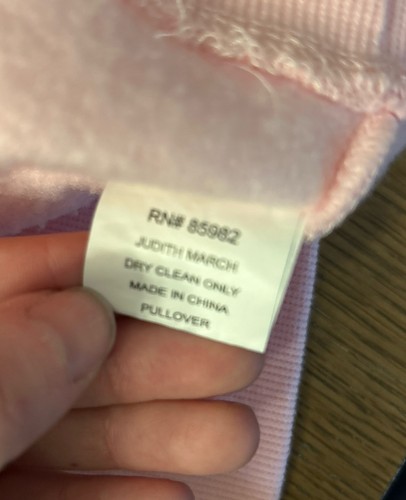 RN# 85982
JUDITH MARCH
DRY CLEAN ONLY
MADE IN CHINA
PULLOVER